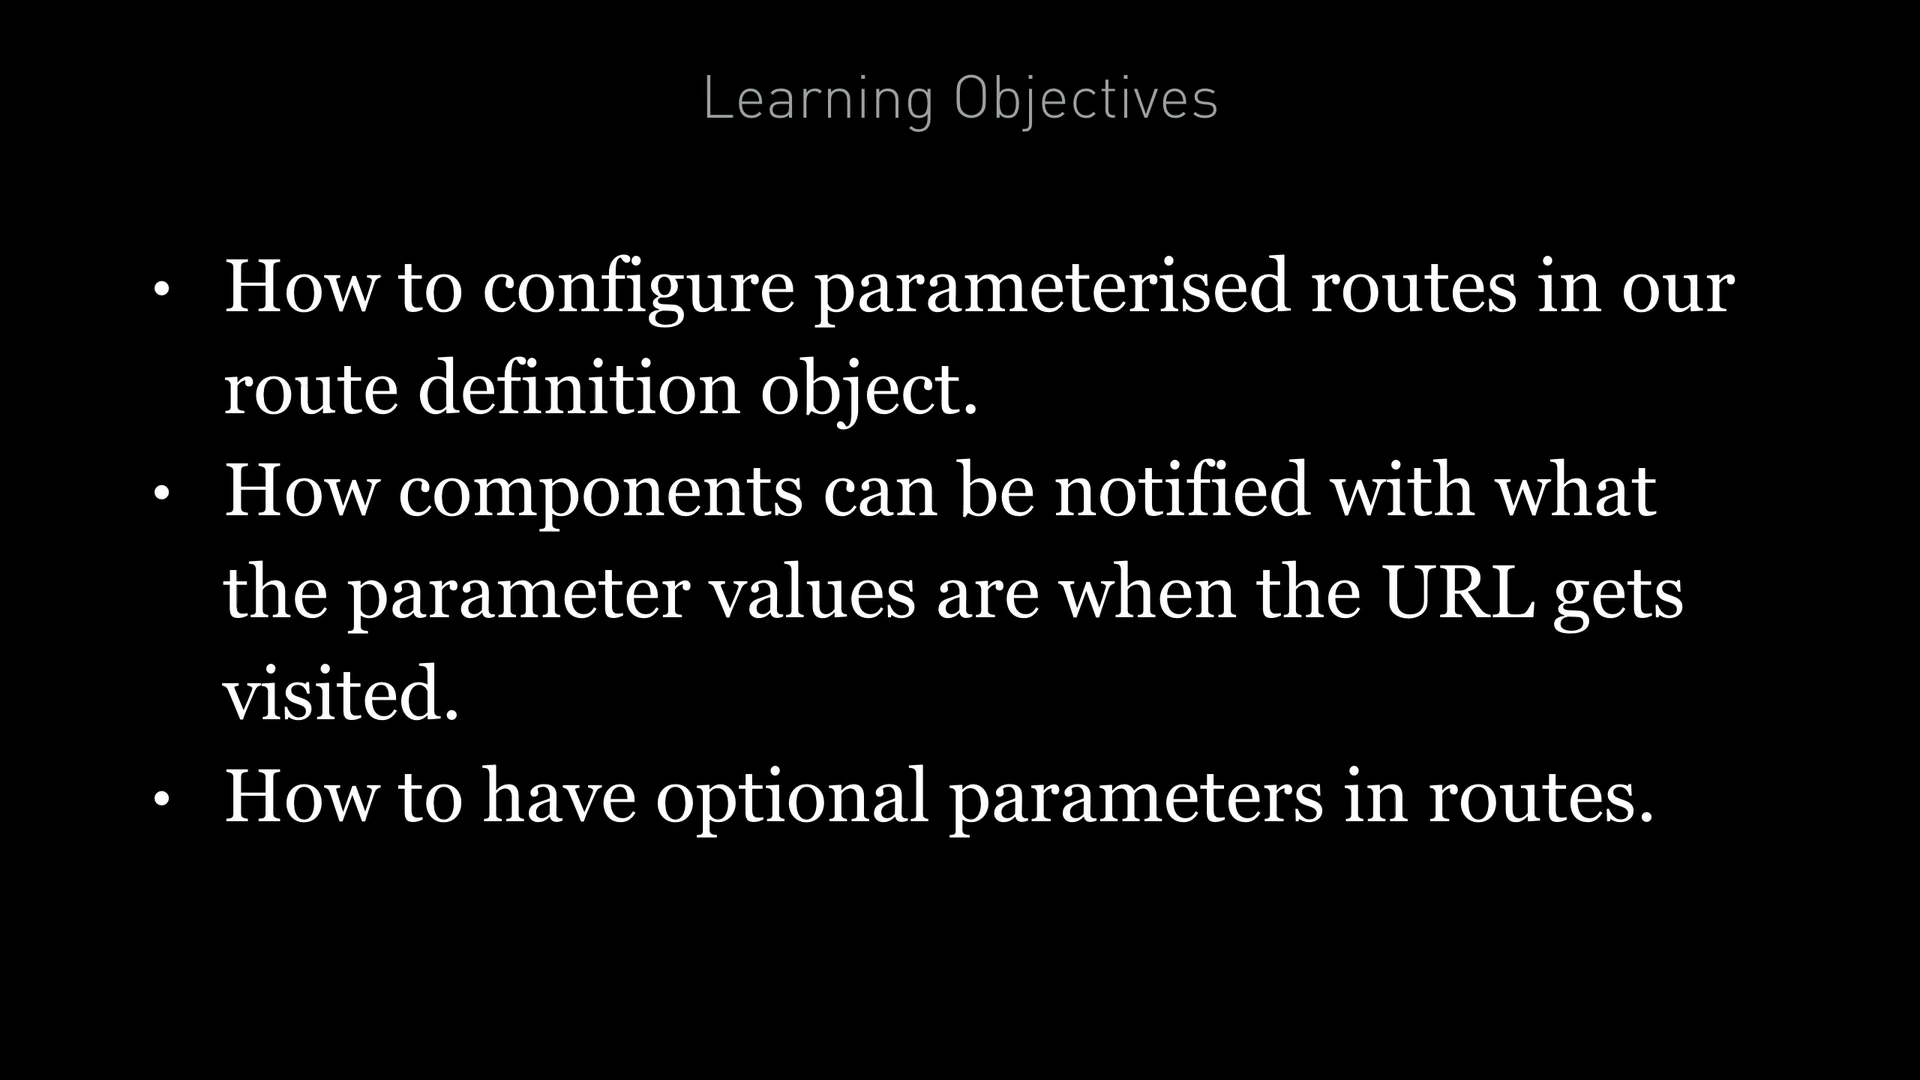 Learning Objectives
• How to configure parameterised routes in our
route definition object.
• How components can be notified with what
the parameter values are when the URL gets
visited.
• How to have optional parameters in routes.